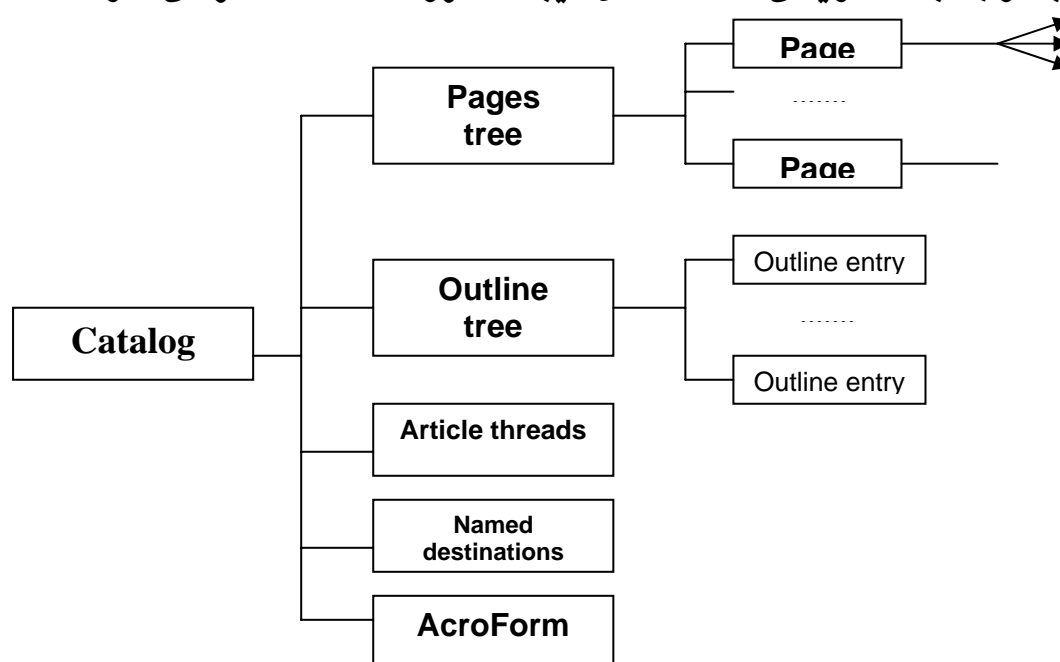 Page
Pages
tree
.......
Page
Outline entry
Outline
tree
.......
Catalog
Outline entry
Article threads
Named
destinations
AcroForm